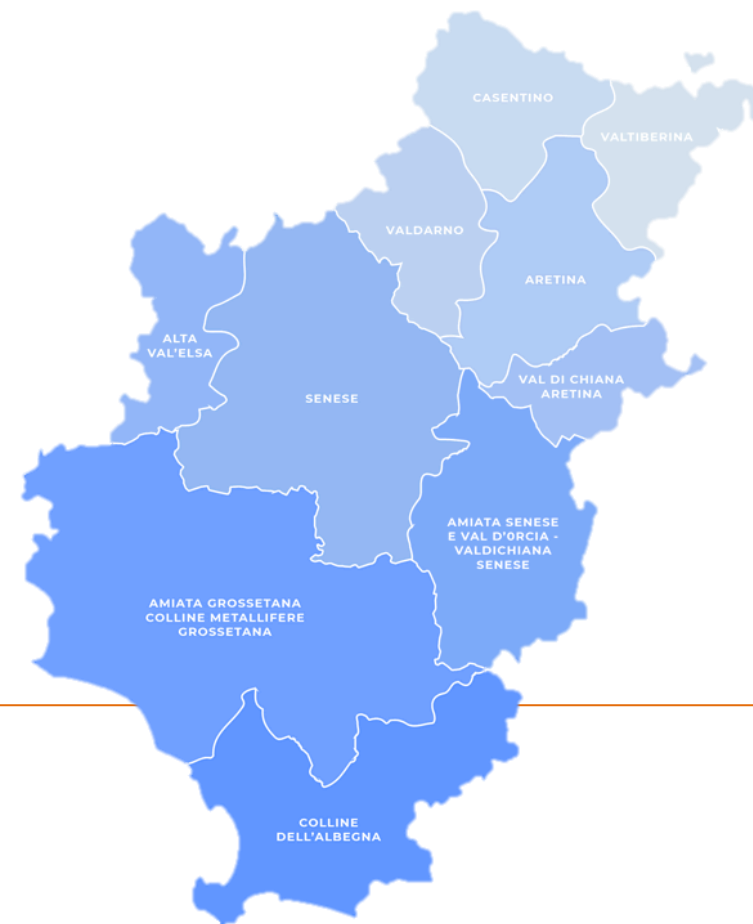 CASENTINO
VALTIBERINA
VALDARNO
ARETINA
ALTA
VAL'ELSA
VAL DI CHIANA
ARETINA
SENESE
AMIATA SENESE
E VAL D'0RCIA -
VALDICHIANA
SENESE
AMIATA GROSSETANA
COLLINE METALLIFERE
GROSSETANA
COLLINE
DELL'ALBEGNA